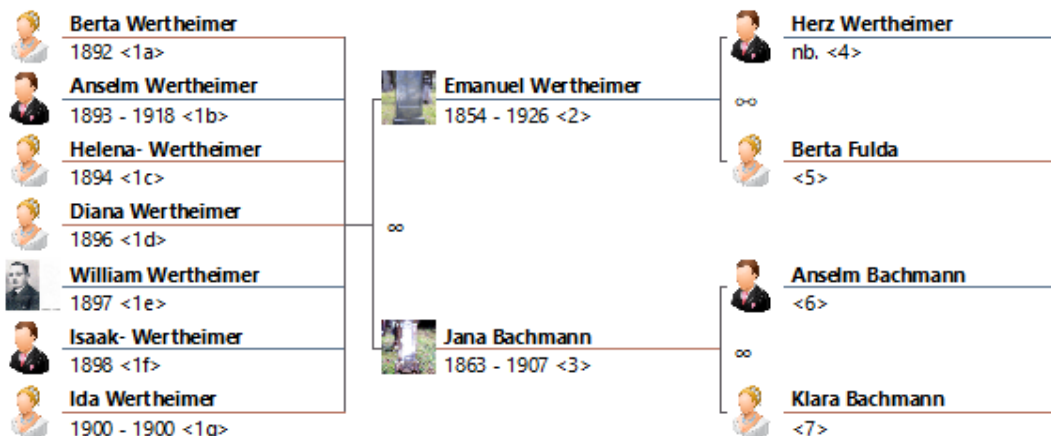 Berta Wertheimer
1892 <1a>
Anselm Wertheimer
1893 - 1918 <1b>
Helena- Wertheimer
1894 <1c>
Diana Wertheimer
1896 <1d>
William Wertheimer
1897 <1e>
Isaak- Wertheimer
1898 <1f>
Ida Wertheimer
1900 - 1900 <1g>
Emanuel Wertheimer
1854 - 1926 <2>
∞
Jana Bachmann
1863 - 1907 <3>
Herz Wertheimer
nb. <4>
o-o
Berta Fulda
<5>
Anselm Bachmann
<6>
∞
Klara Bachmann
<7>